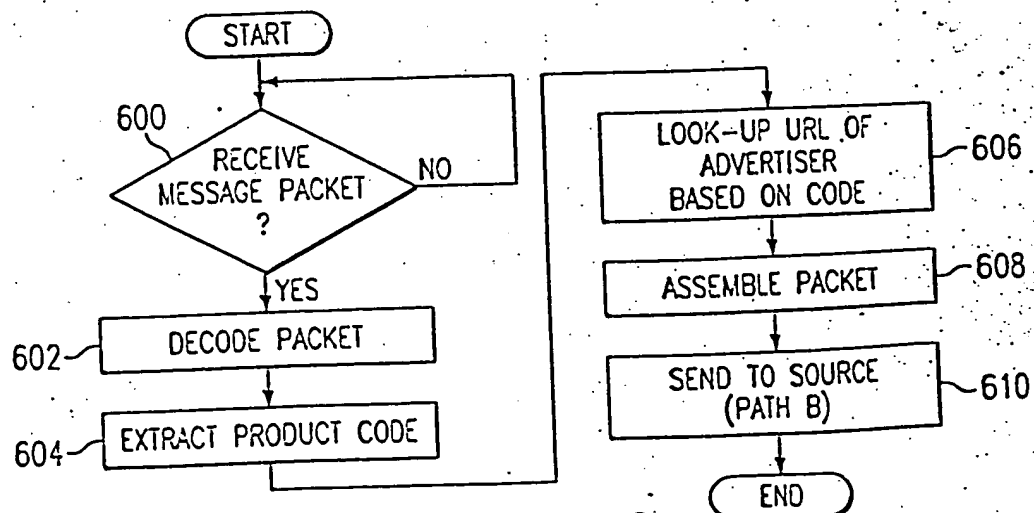 START
600
RECEIVE
MESSAGE PACKET
?
NO
YES
602
DECODE PACKET
604
EXTRACT PRODUCT CODE
LOOK-UP URL OF
ADVERTISER
BASED ON CODE
606
ASSEMBLE PACKET
608
SEND TO SOURCE
(PATH B)
610
END